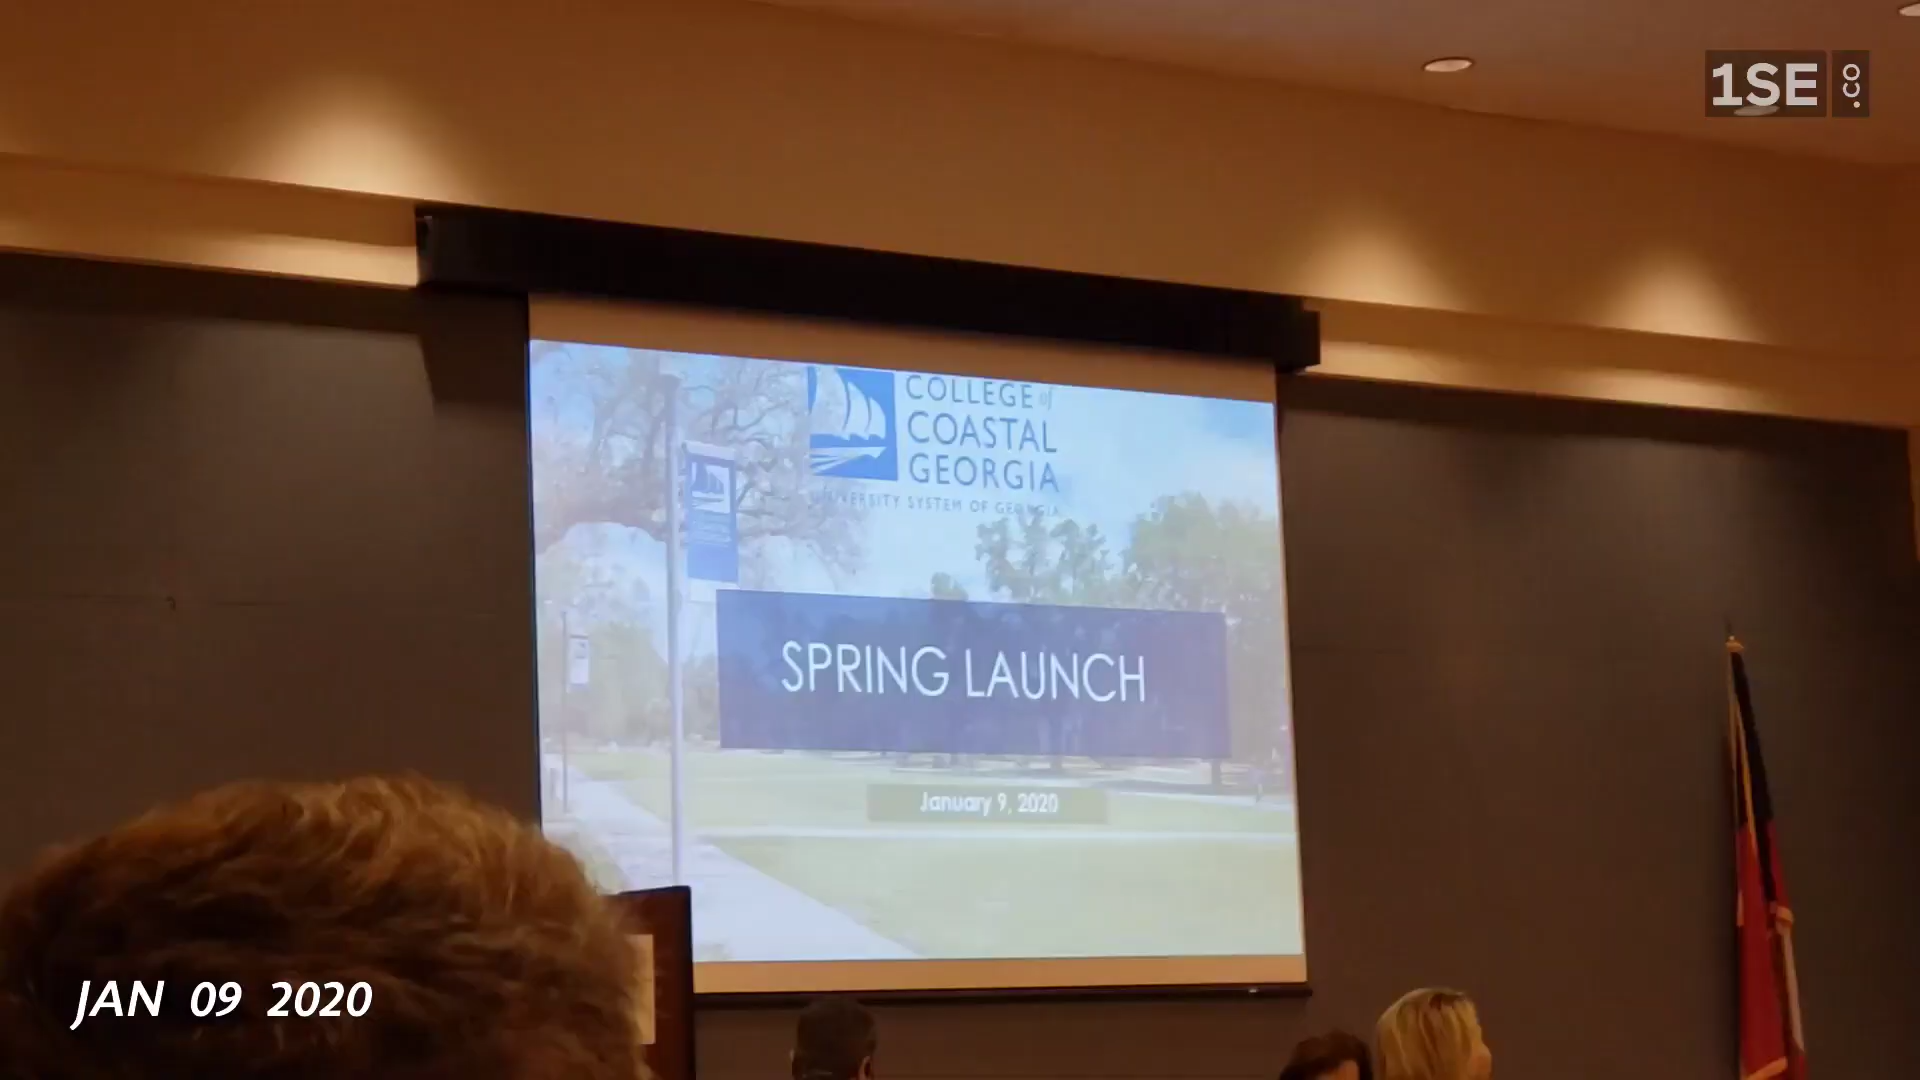 1SE .co
COLLEGE of
COASTAL
GEORGIA
UNIVERSITY SYSTEM OF GEORGIA
SPRING LAUNCH
January 9, 2020
JAN 09 2020